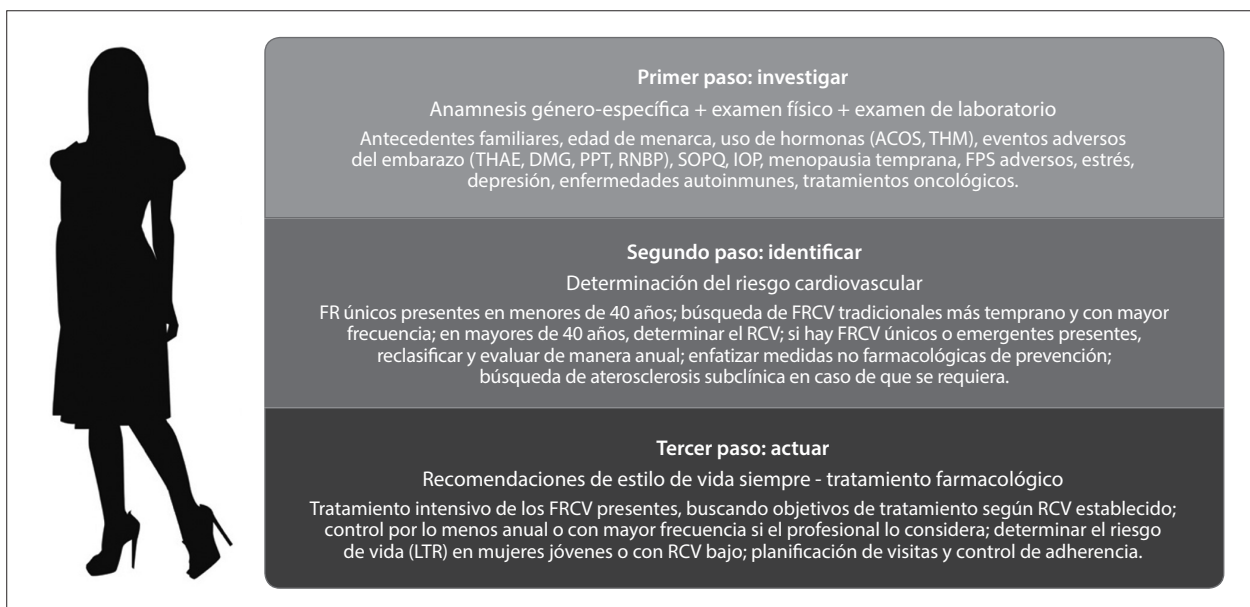 Primer paso: investigar
Anamnesis género-específica + examen físico + examen de laboratorio
Antecedentes familiares, edad de menarca, uso de hormonas (ACOS, THM), eventos adversos
del embarazo (THAE, DMG, PPT, RNBP), SOPQ, IOP, menopausia temprana, FPS adversos, estrés,
depresión, enfermedades autoinmunes, tratamientos oncológicos.
Segundo paso: identificar
Determinación del riesgo cardiovascular
FR únicos presentes en menores de 40 años; búsqueda de FRCV tradicionales más temprano y con mayor
frecuencia; en mayores de 40 años, determinar el RCV; si hay FRCV únicos o emergentes presentes,
reclasificar y evaluar de manera anual; enfatizar medidas no farmacológicas de prevención;
búsqueda de aterosclerosis subclínica en caso de que se requiera.
Tercer paso: actuar
Recomendaciones de estilo de vida siempre - tratamiento farmacológico
Tratamiento intensivo de los FRCV presentes, buscando objetivos de tratamiento según RCV establecido;
control por lo menos anual o con mayor frecuencia si el profesional lo considera; determinar el riesgo
de vida (LTR) en mujeres jóvenes o con RCV bajo; planificación de visitas y control de adherencia.